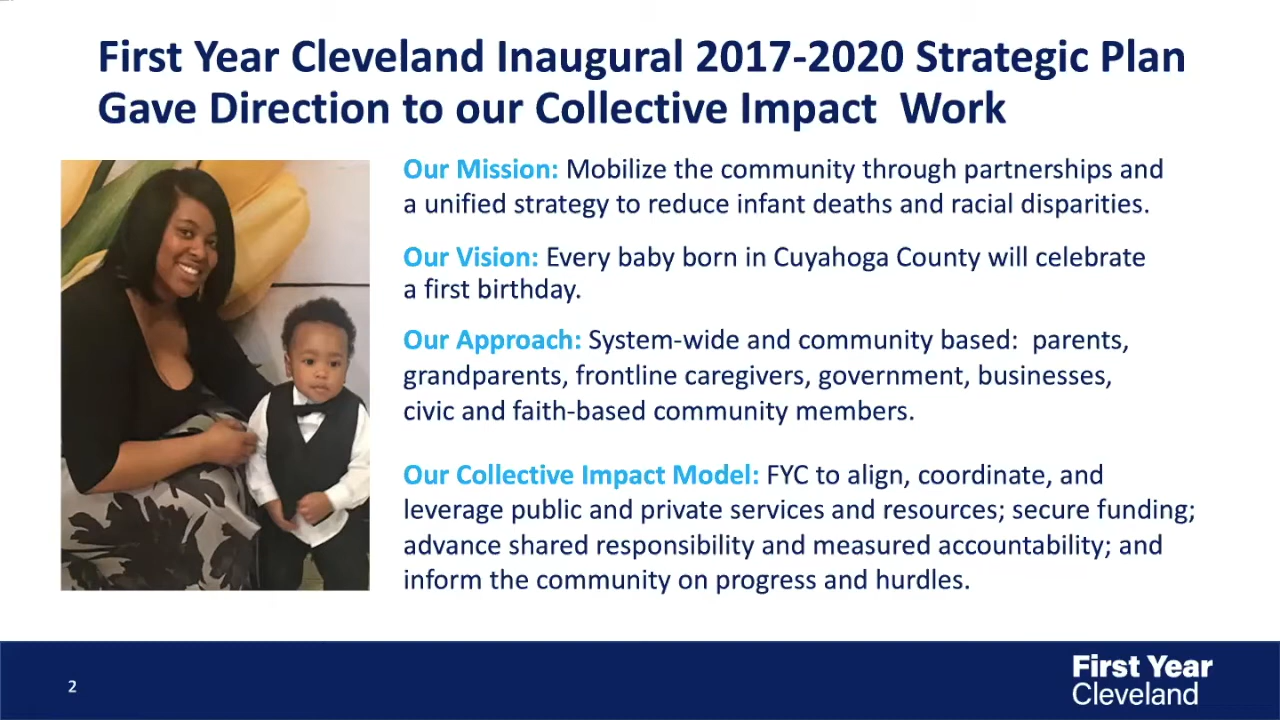 First Year Cleveland Inaugural 2017-2020 Strategic Plan
Gave Direction to our Collective Impact  Work
Our Mission: Mobilize the community through partnerships and
a unified strategy to reduce infant deaths and racial disparities.
Our Vision: Every baby born in Cuyahoga County will celebrate
a first birthday.
Our Approach: System-wide and community based:  parents,
grandparents, frontline caregivers, government, businesses,
civic and faith-based community members.
Our Collective Impact Model: FYC to align, coordinate, and
leverage public and private services and resources; secure funding;
advance shared responsibility and measured accountability; and
inform the community on progress and hurdles.
2
First Year
Cleveland